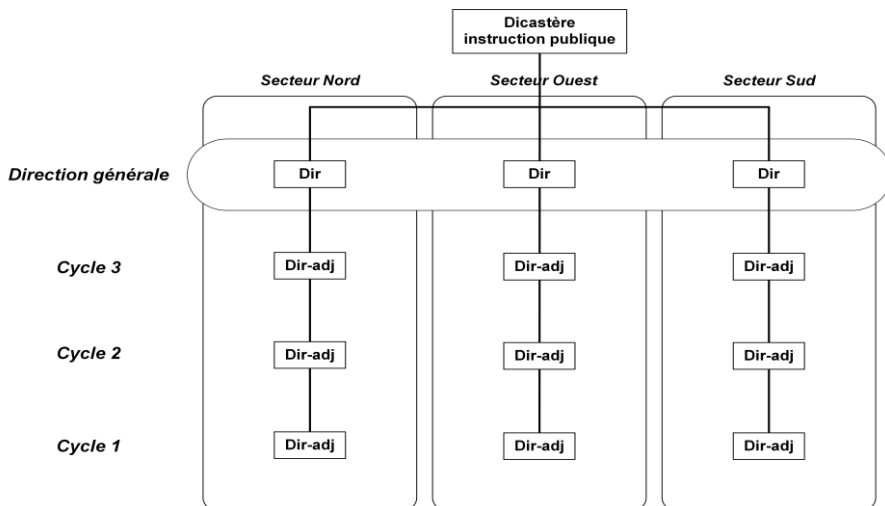 Dicastère
instruction publique
Secteur Nord
Secteur Ouest
Secteur Sud
Direction générale
Dir
Dir
Dir
Cycle 3
Dir-adj
Dir-adj
Dir-adj
Cycle 2
Dir-adj
Dir-adj
Dir-adj
Cycle 1
Dir-adj
Dir-adj
Dir-adj